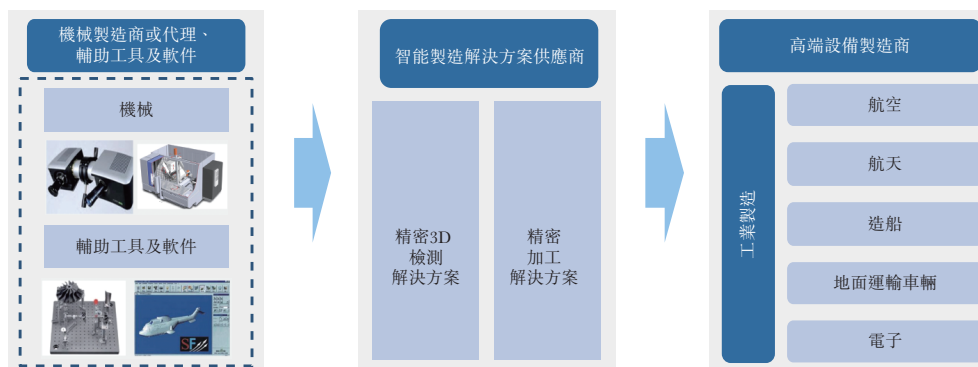 機械製造商或代理、
輔助工具及軟件
機械
輔助工具及軟件
SF
智能製造解決方案供應商
精密3D
檢測
解決方案
精密
加工
解決方案
高端設備製造商
工業製造
航空
航天
造船
地面運輸車輛
電子